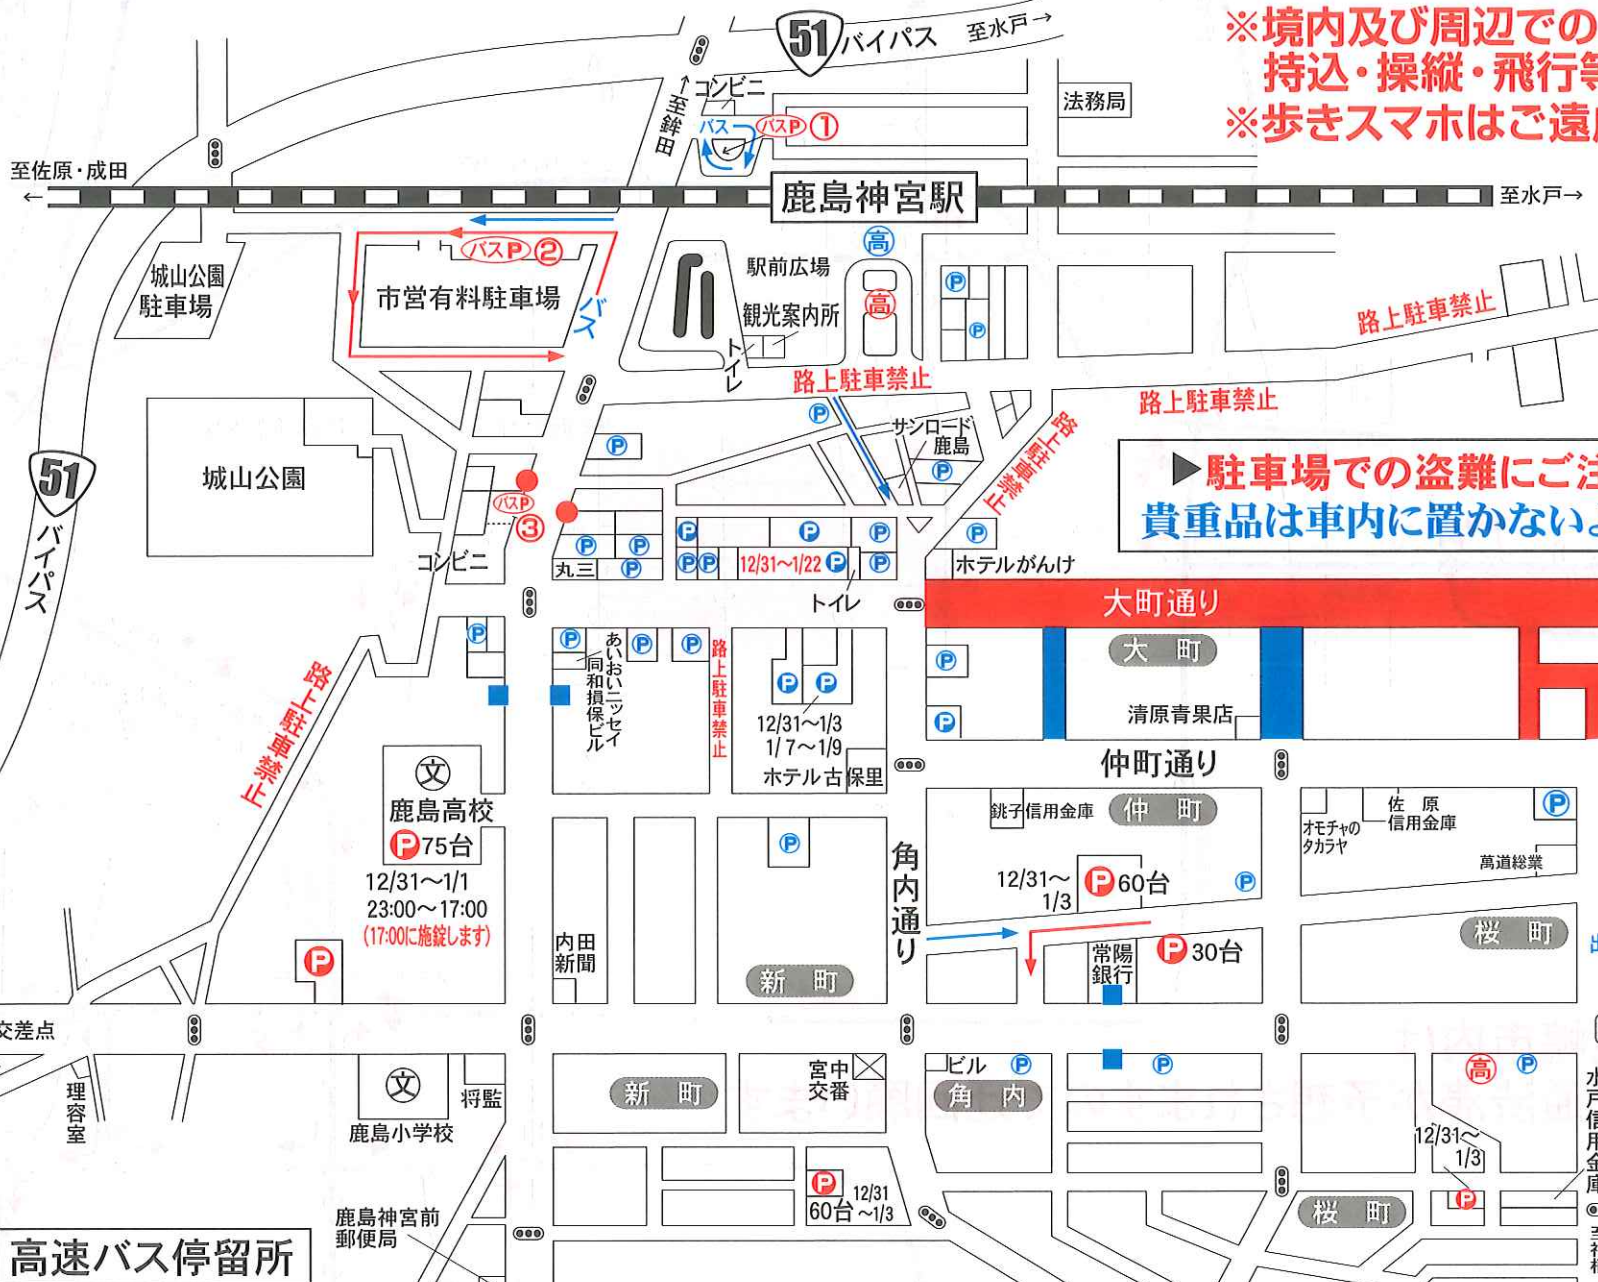 51 バイパス 至水戸→
※境内及び周辺での
持込・操縦・飛行等
※歩きスマホはご遠
↑至鉾田
コンビニ
バス
バスP ①
法務局
至佐原・成田
←
鹿島神宮駅
至水戸→
高
バスP ②
城山公園
駐車場
市営有料駐車場
バス
駅前広場
観光案内所
トイレ
高
P
P
路上駐車禁止
路上駐車禁止
路上駐車禁止
路上駐車禁止
P
サンロード
鹿島
P
P
51
バイパス
城山公園
バスP
③
コンビニ
▶駐車場での盗難にご注
貴重品は車内に置かない
P P P
P P
丸三 P
P P 12/31〜1/22 P P
トイレ
P
ホテルがんけ
大町通り
P
P
あいおいニッセイ
同和損保ビル
P P
路上駐車禁止
P P
12/31〜1/3
1/7〜1/9
ホテル古保里
P
P
大町
清原青果店
仲町通り
路上駐車禁止
文
鹿島高校
P75台
12/31〜1/1
23:00〜17:00
(17:00に施錠します)
P
内田
新聞
P
新町
角内通り
銚子信用金庫 仲町
12/31〜
1/3
P60台
P
常陽
銀行
P30台
オモチャの
タカラヤ
佐原
信用金庫
P
萬道総業
桜町
出
交差点
理容室
文
鹿島小学校
将監
新町
宮中
交番
ビル P
角内
P
高 P
水戸信用金庫
12/31〜
1/3
P
桜町
P
60台
12/31
〜1/3
鹿島神宮前
郵便局
高速バス停留所